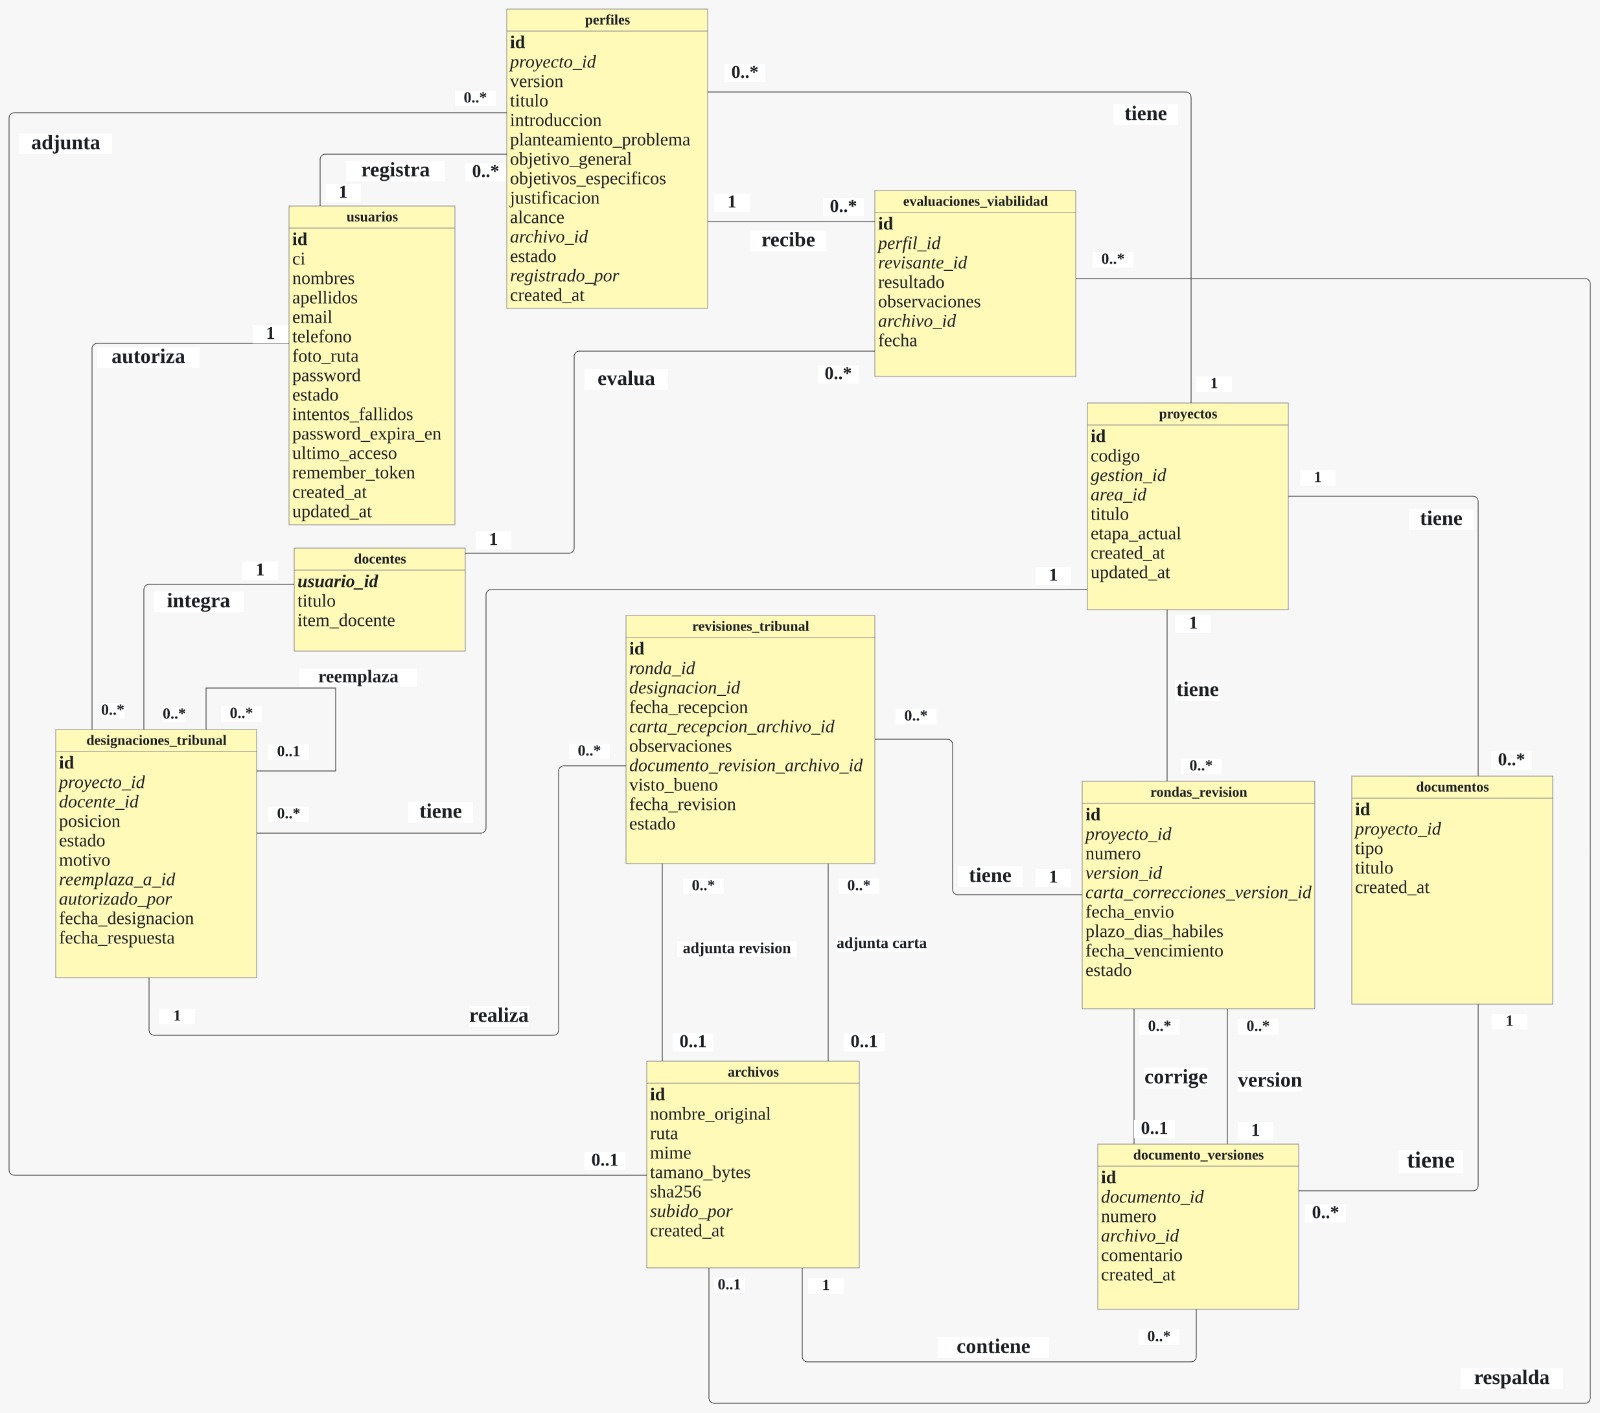 perfiles
id
proyecto_id
version
titulo
introduccion
planteamiento_problema
objetivo_general
objetivos_especificos
justificacion
alcance
archivo_id
estado
registrado_por
created_at
0..*
tiene
0..*
adjunta
registra
0..*
1
1
0..*
recibe
evaluaciones_viabilidad
id
perfil_id
revisante_id
resultado
observaciones
archivo_id
fecha
0..*
usuarios
id
ci
nombres
apellidos
email
telefono
foto_ruta
password
estado
intentos_fallidos
password_expira_en
ultimo_acceso
remember_token
created_at
updated_at
1
autoriza
evalua
0..*
1
proyectos
id
codigo
gestion_id
area_id
titulo
etapa_actual
created_at
updated_at
1
tiene
1
docentes
usuario_id
titulo
item_docente
1
integra
1
1
tiene
reemplaza
0..*
0..*
0..*
0..1
designaciones_tribunal
id
proyecto_id
docente_id
posicion
estado
motivo
reemplaza_a_id
autorizado_por
fecha_designacion
fecha_respuesta
0..*
tiene
revisiones_tribunal
id
ronda_id
designacion_id
fecha_recepcion
carta_recepcion_archivo_id
observaciones
documento_revision_archivo_id
visto_bueno
fecha_revision
estado
0..*
0..*
tiene
1
0..*
rondas_revision
id
proyecto_id
numero
version_id
carta_correcciones_version_id
fecha_envio
plazo_dias_habiles
fecha_vencimiento
estado
0..*
documentos
id
proyecto_id
tipo
titulo
created_at
0..*
0..*
adjunta revision
adjunta carta
1
realiza
0..1
0..1
0..*
0..*
1
corrige
version
0..1
1
archivos
id
nombre_original
ruta
mime
tamano_bytes
sha256
subido_por
created_at
0..1
documento_versiones
id
documento_id
numero
archivo_id
comentario
created_at
tiene
0..*
0..1
1
contiene
0..*
respalda